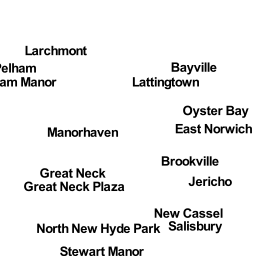 Larchmont
Pelham
Bayville
am Manor
Lattingtown
Oyster Bay
East Norwich
Manorhaven
Brookville
Great Neck
Jericho
Great Neck Plaza
New Cassel
Salisbury
North New Hyde Park
Stewart Manor